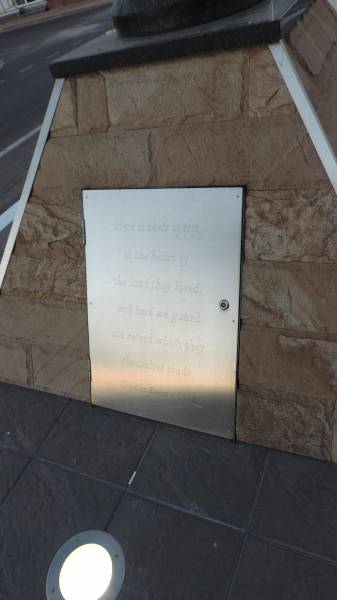 Here is their spirit,
in the heart of
the land they loved;
and here we guard
the record which they
themselves made.
Charles